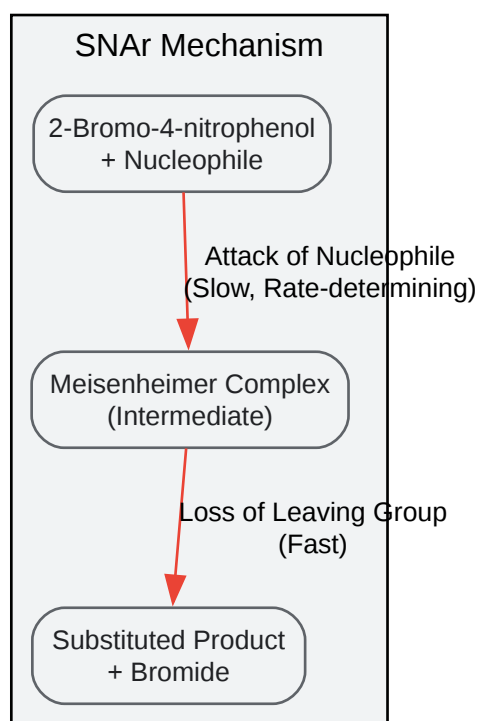 SNAr Mechanism
2-Bromo-4-nitrophenol
+ Nucleophile
Attack of Nucleophile
(Slow, Rate-determining)
Meisenheimer Complex
(Intermediate)
Loss of Leaving Group
(Fast)
Substituted Product
+ Bromide